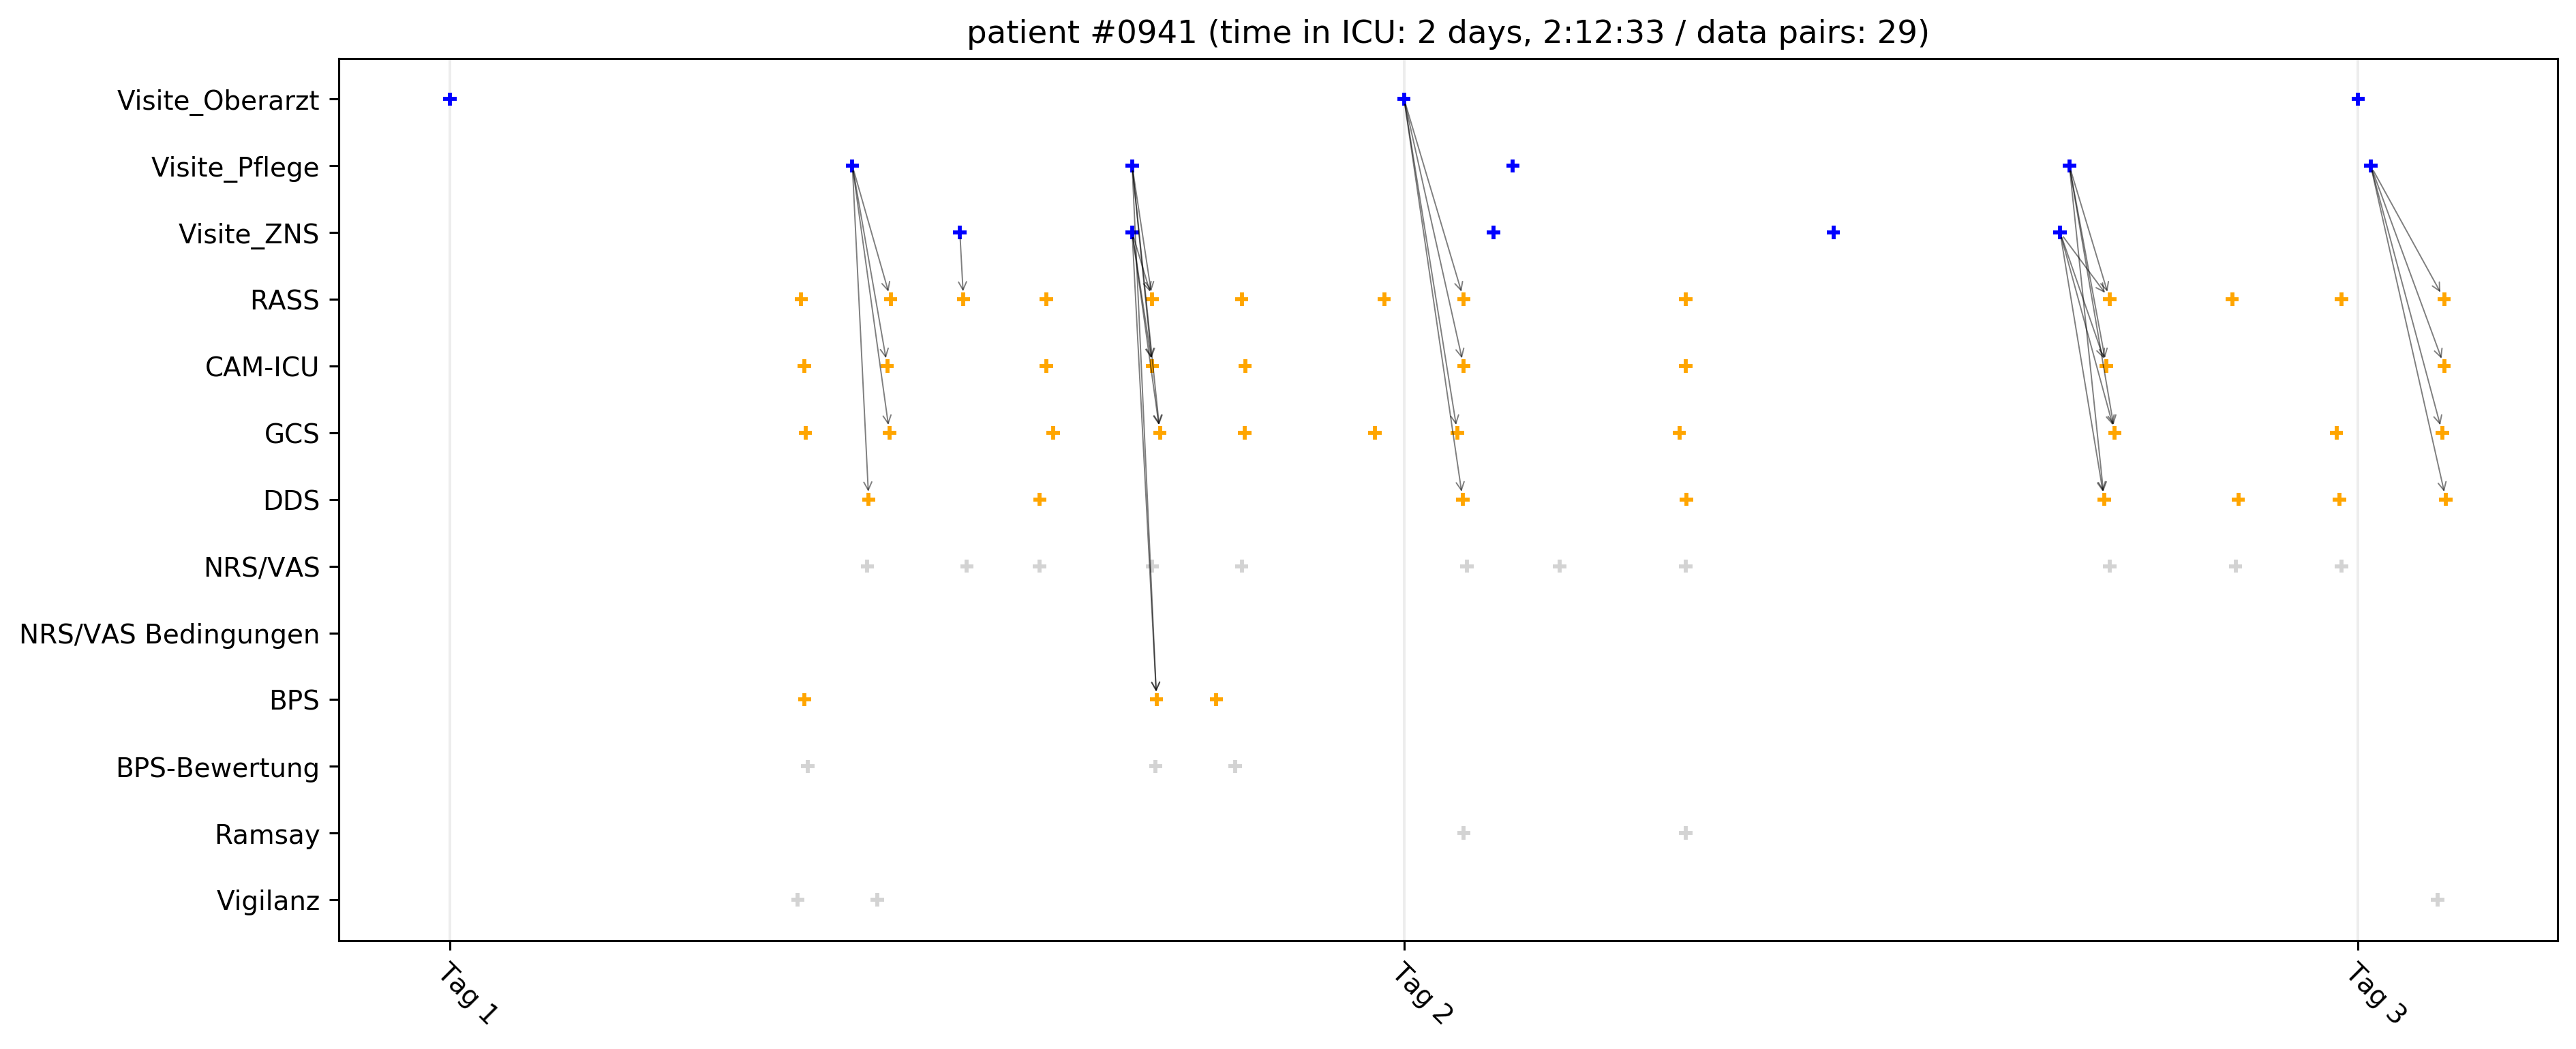 patient #0941 (time in ICU: 2 days, 2:12:33 / data pairs: 29)
Visite_Oberarzt
Visite_Pflege
Visite_ZNS
RASS
CAM-ICU
GCS
DDS
NRS/VAS
NRS/VAS Bedingungen
BPS
BPS-Bewertung
Ramsay
Vigilanz
Tag 1
Tag 2
Tag 3